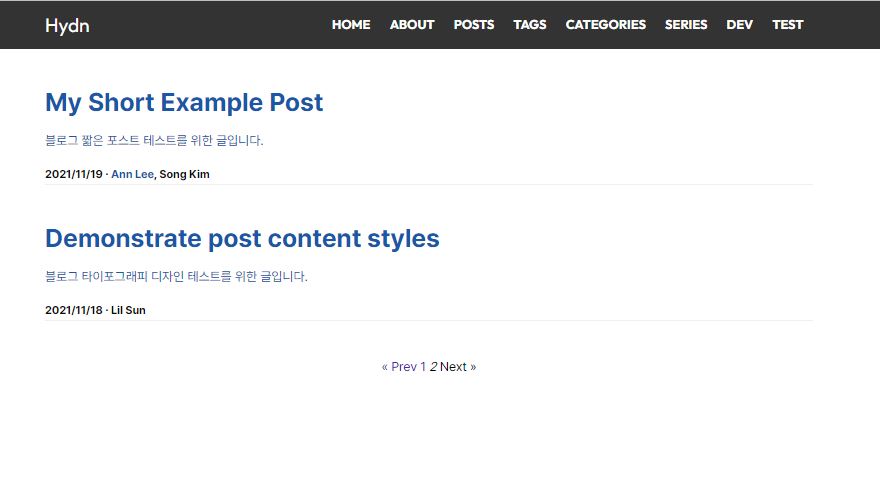 Hydn HOME ABOUT POSTS TAGS CATEGORIES SERIES DEV TEST
My Short Example Post
블로그 짧은 포스트 테스트를 위한 글입니다.
2021/11/19 · Ann Lee, Song Kim
Demonstrate post content styles
블로그 타이포그래피 디자인 테스트를 위한 글입니다.
2021/11/18 · Lil Sun
« Prev 1 2 Next »